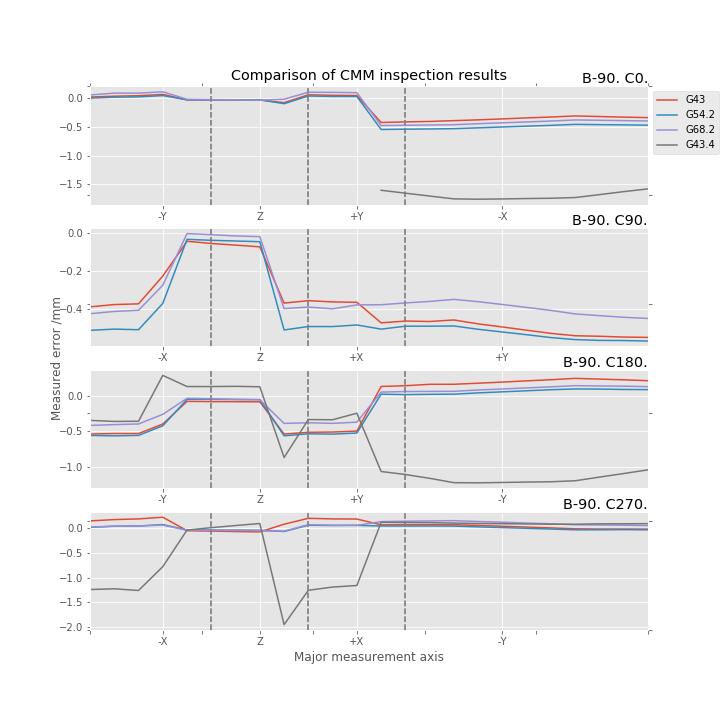 Comparison of CMM inspection results
B-90. C0.
0.0
−0.5
−1.0
−1.5
-Y
Z
+Y
-X
G43
G54.2
G68.2
G43.4
B-90. C90.
0.0
−0.2
−0.4
-X
Z
+X
+Y
B-90. C180.
0.0
−0.5
−1.0
-Y
Z
+X
-Y
B-90. C270.
0.0
−0.5
−1.0
−1.5
−2.0
-X
Z
+X
-Y
Measured error /mm
Major measurement axis